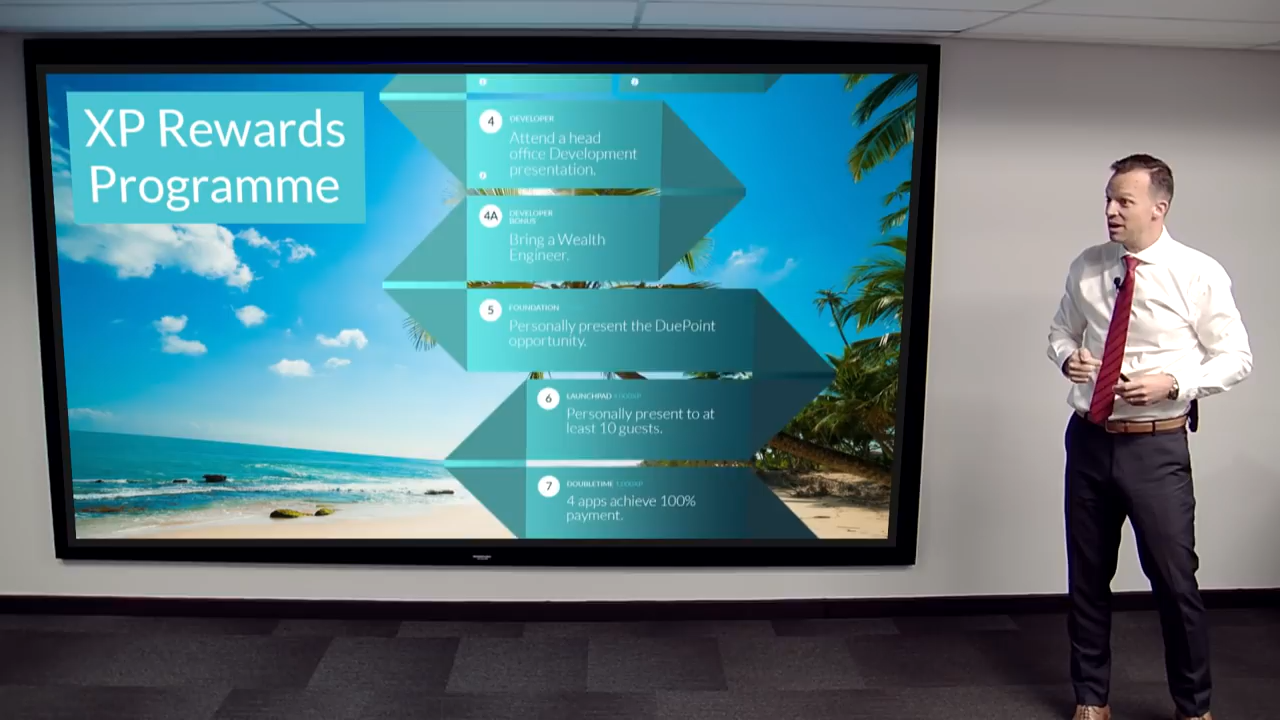 XP Rewards
Programme
4
DEVELOPER
Attend a head
office Development
presentation.
4A
DEVELOPER
BONUS
Bring a Wealth
Engineer.
5
FOUNDATION
Personally present the DuePoint
opportunity.
6
LAUNCHPAD
Personally present to at
least 10 guests.
7
DOUBLETIME
4 apps achieve 100%
payment.